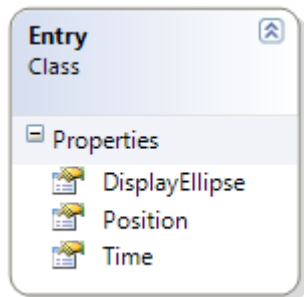 Entry
Class
Properties
DisplayEllipse
Position
Time